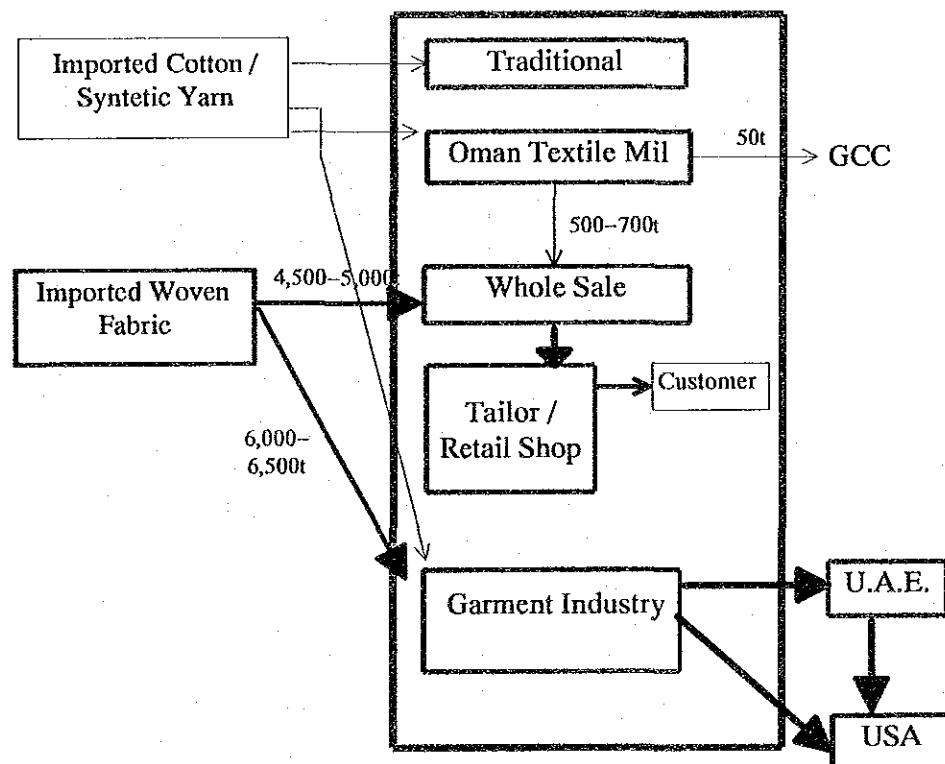 Imported Cotton /
Syntetic Yarn
Traditional
Oman Textile Mil
50t
GCC
500–700t
Imported Woven
Fabric
4,500–5,000t
Whole Sale
Tailor /
Retail Shop
Customer
6,000–
6,500t
Garment Industry
U.A.E.
USA